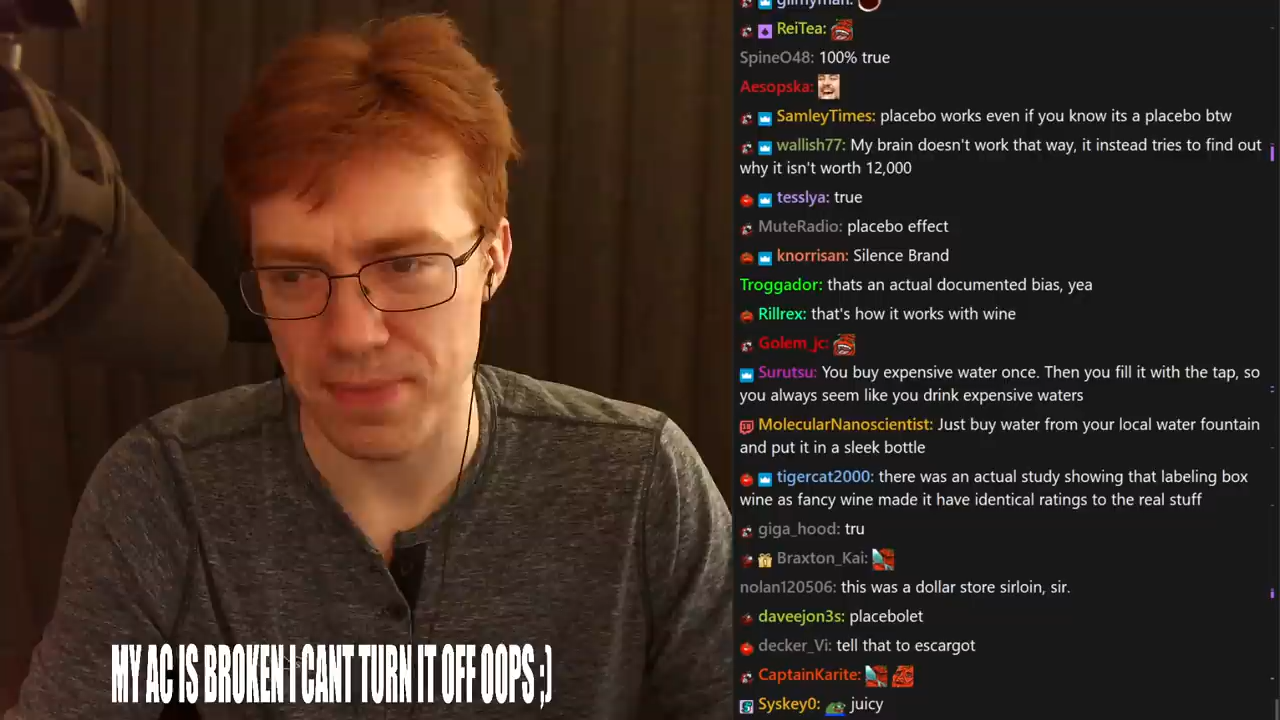 glimyman:
ReiTea:
SpineO48: 100% true
Aesopska:
SamleyTimes: placebo works even if you know its a placebo btw
wallish77: My brain doesn't work that way, it instead tries to find out
why it isn't worth 12,000
tesslya: true
MuteRadio: placebo effect
knorrisan: Silence Brand
Troggador: thats an actual documented bias, yea
Rillrex: that's how it works with wine
Golem_jc:
Surutsu: You buy expensive water once. Then you fill it with the tap, so
you always seem like you drink expensive waters
MolecularNanoscientist: Just buy water from your local water fountain
and put it in a sleek bottle
tigercat2000: there was an actual study showing that labeling box
wine as fancy wine made it have identical ratings to the real stuff
giga_hood: tru
Braxton_Kai:
nolan120506: this was a dollar store sirloin, sir.
daveejon3s: placebolet
decker_Vi: tell that to escargot
CaptainKarite:
Syskey0: juicy
MY AC IS BROKEN I CANT TURN IT OFF OOPS ;)